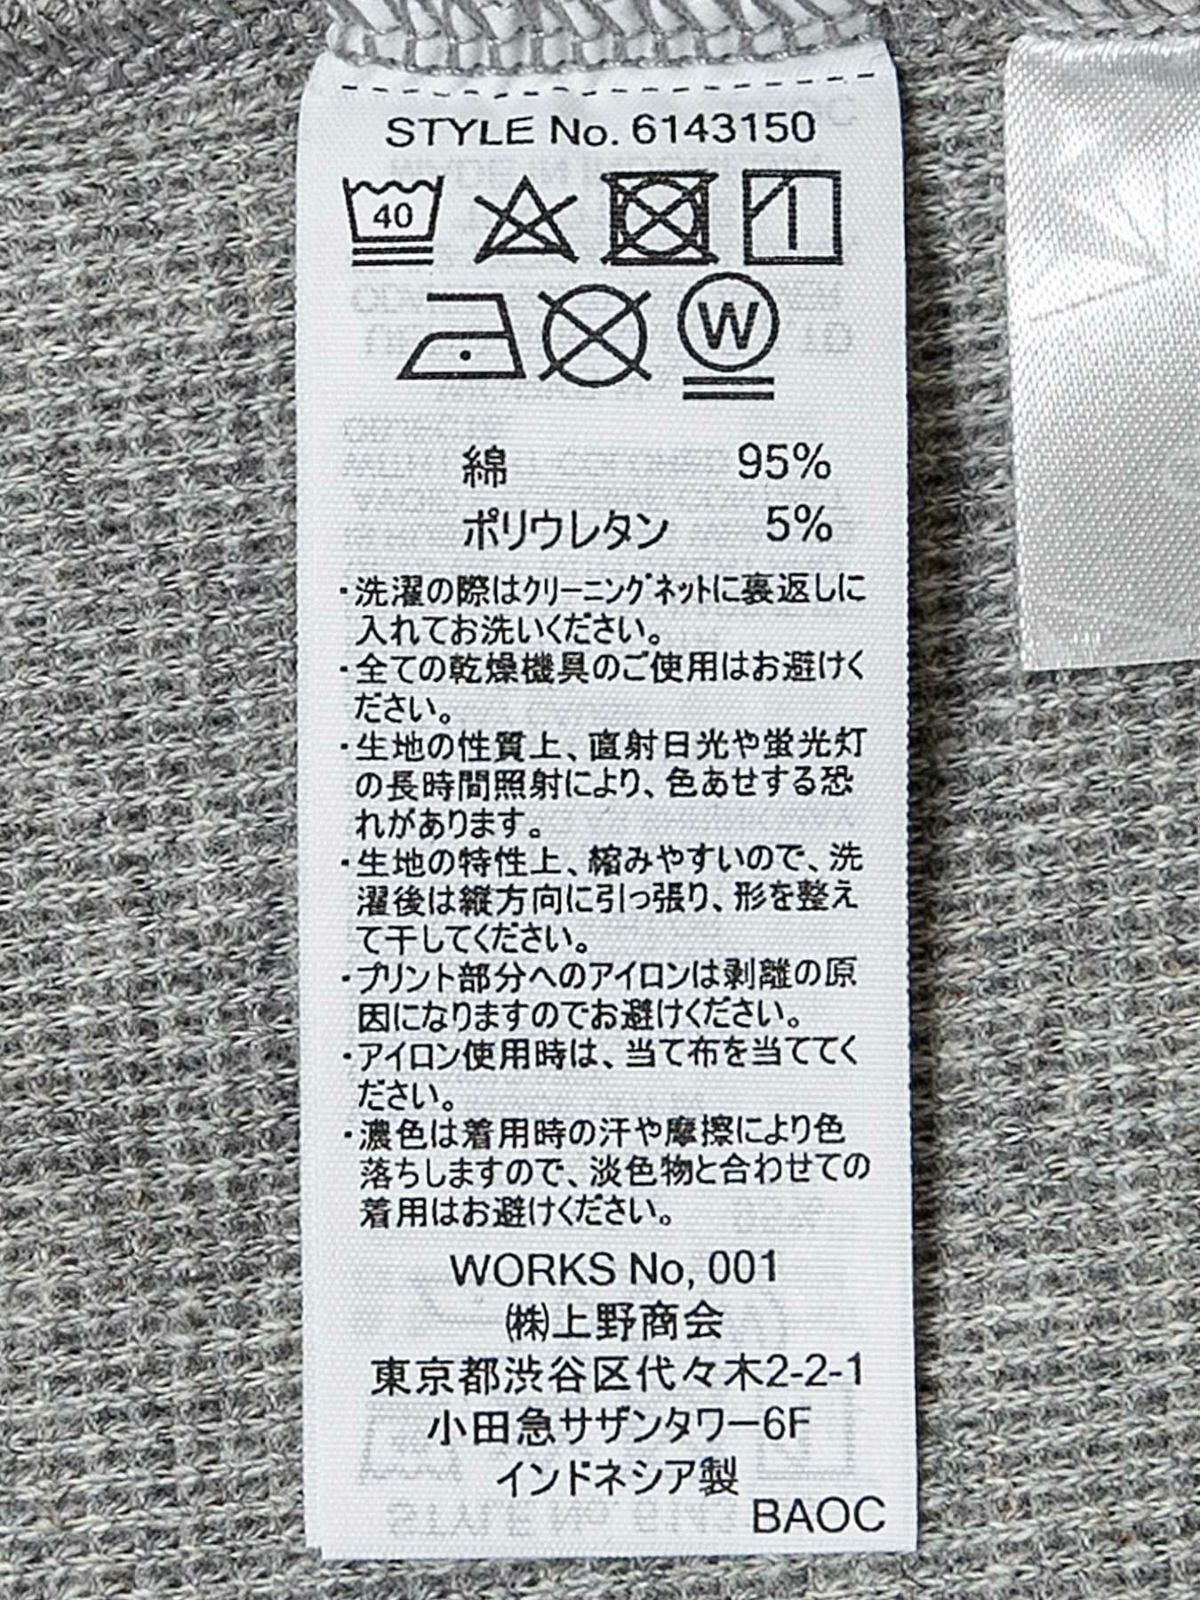 STYLE No. 6143150
40
W
綿 95%
ポリウレタン 5%
・洗濯の際はクリーニングネットに裏返しに
入れてお洗いください。
・全ての乾燥機具のご使用はお避けく
ださい。
・生地の性質上、直射日光や蛍光灯
の長時間照射により、色あせする恐
れがあります。
・生地の特性上、縮みやすいので、洗
濯後は縦方向に引っ張り、形を整え
て干してください。
・プリント部分へのアイロンは剥離の原
因になりますのでお避けください。
・アイロン使用時は、当て布を当ててく
ださい。
・濃色は着用時の汗や摩擦により色
落ちしますので、淡色物と合わせての
着用はお避けください。
WORKS No, 001
㈱上野商会
東京都渋谷区代々木2-2-1
小田急サザンタワー6F
インドネシア製
BAOC